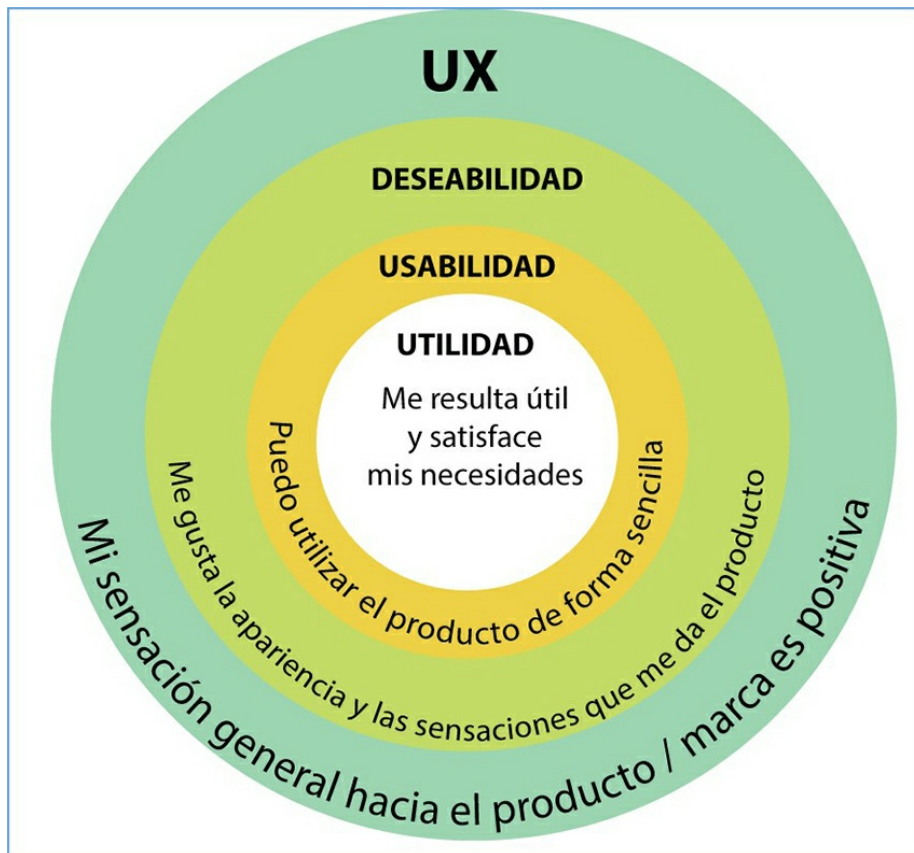 UX
DESEABILIDAD
USABILIDAD
UTILIDAD
Me resulta útil
y satisface
mis necesidades
Puedo utilizar el producto de forma sencilla
Me gusta la apariencia y las sensaciones que me da el producto
Mi sensación general hacia el producto / marca es positiva